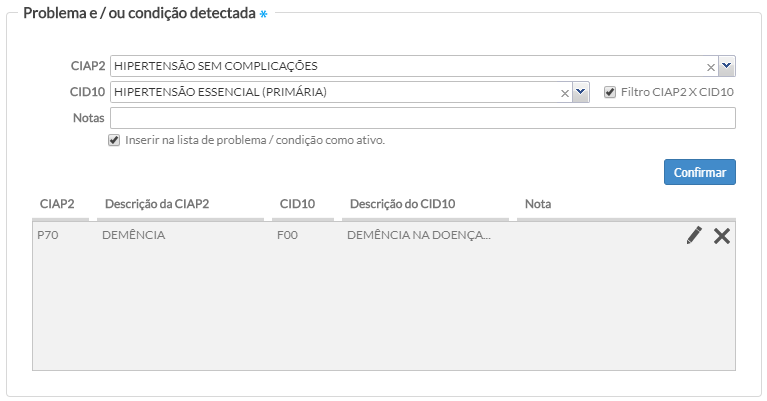 Problema e / ou condição detectada *
CIAP2 HIPERTENSÃO SEM COMPLICAÇÕES
CID10 HIPERTENSÃO ESSENCIAL (PRIMÁRIA) Filtro CIAP2 X CID10
Notas
Inserir na lista de problema / condição como ativo.
Confirmar
CIAP2 Descrição da CIAP2 CID10 Descrição do CID10 Nota
P70 DEMÊNCIA F00 DEMÊNCIA NA DOENÇA...